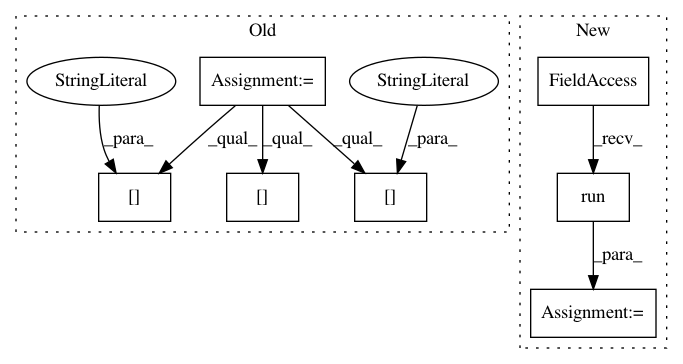 Old
New
StringLiteral
Assignment:=
StringLiteral
FieldAccess
_para_
_qual_
_qual_
_qual_
_para_
_recv_
[]
[]
[]
run
_para_
Assignment:=